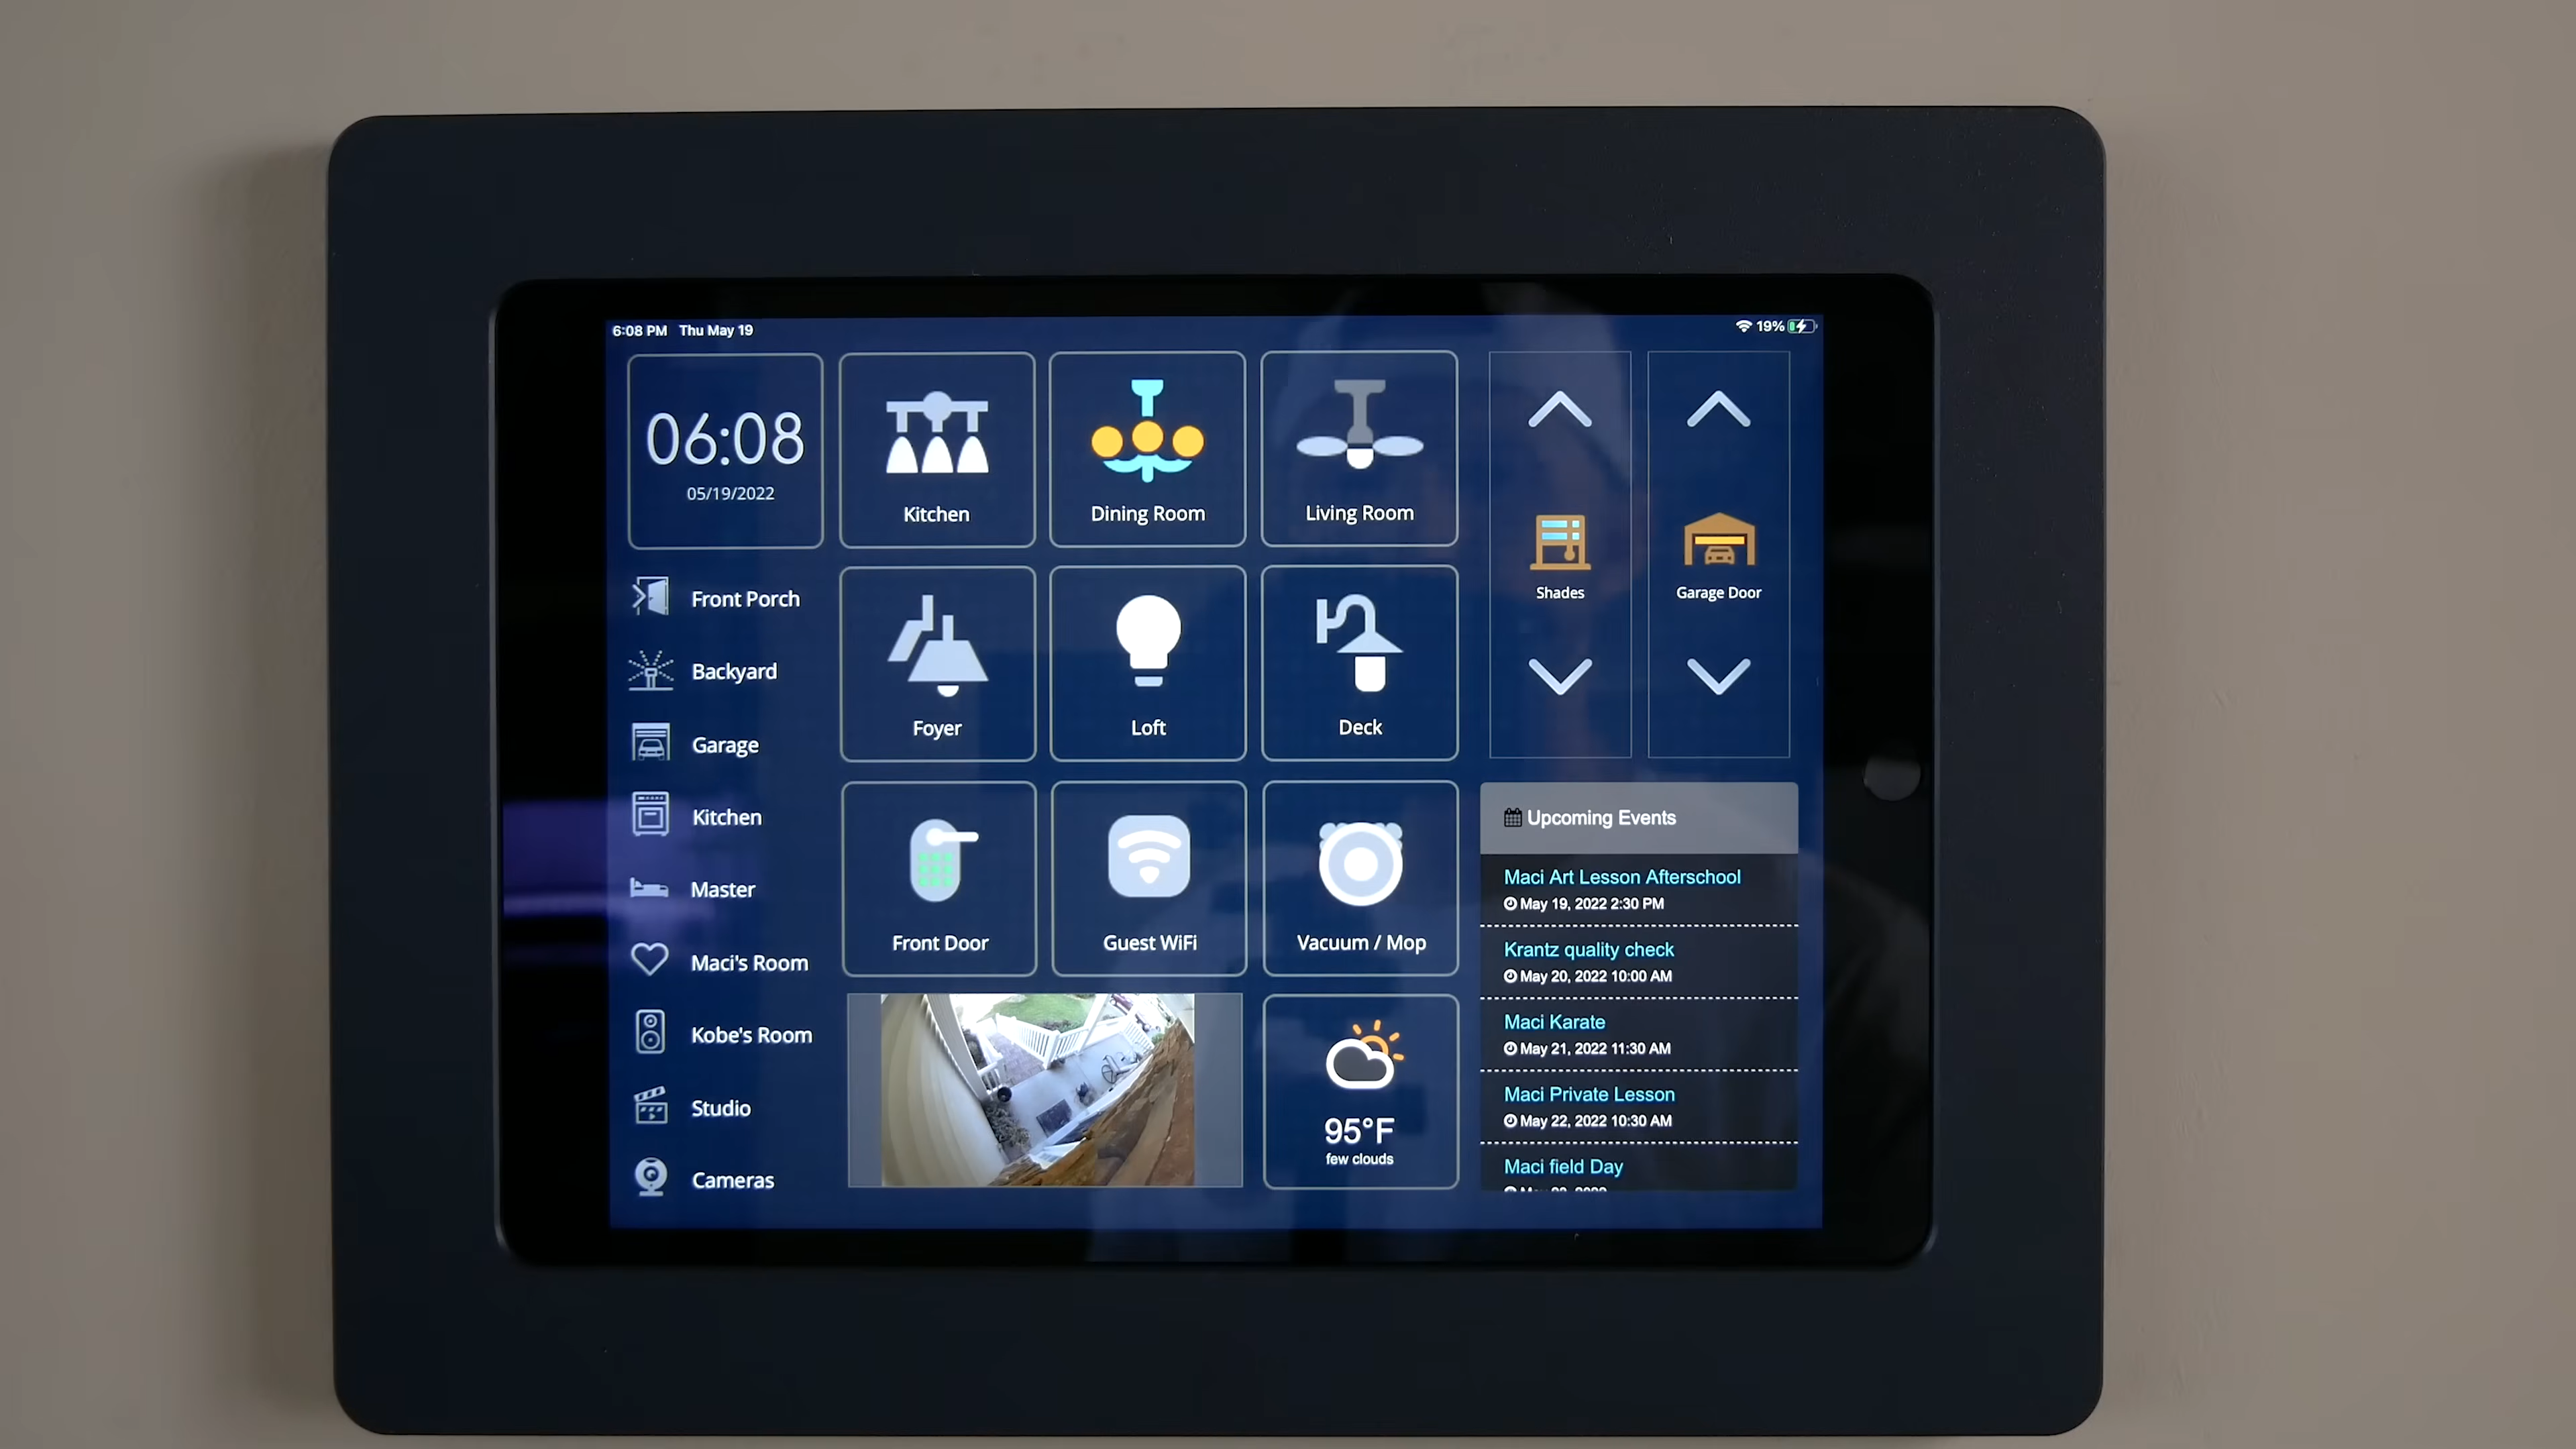 6:08 PM Thu May 19
19%
06:08
05/19/2022
Kitchen
Dining Room
Living Room
Shades
Garage Door
Front Porch
Backyard
Garage
Kitchen
Master
Maci's Room
Kobe's Room
Studio
Cameras
Foyer
Loft
Deck
Front Door
Guest WiFi
Vacuum / Mop
95°F
few clouds
Upcoming Events
Maci Art Lesson Afterschool
May 19, 2022 2:30 PM
Krantz quality check
May 20, 2022 10:00 AM
Maci Karate
May 21, 2022 11:30 AM
Maci Private Lesson
May 22, 2022 10:30 AM
Maci field Day